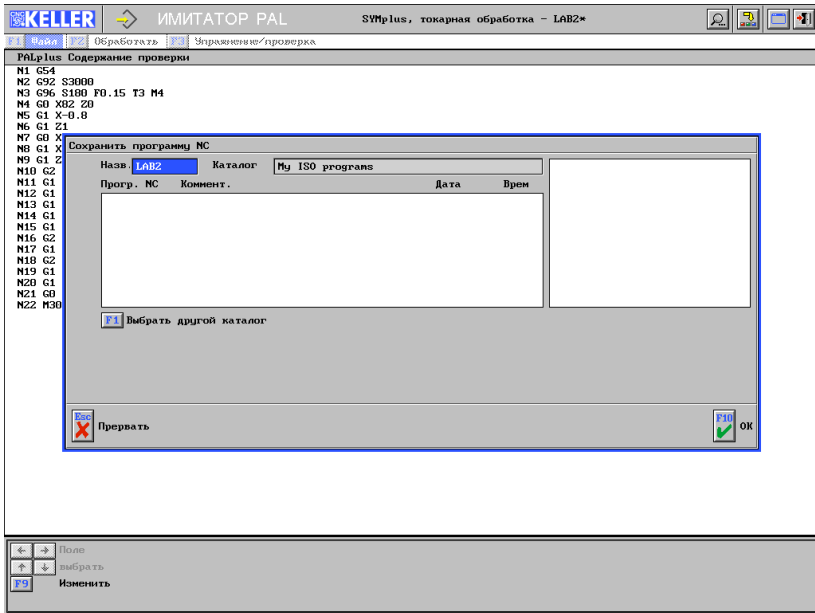 KELLER ИМИТАТОР PAL SYMplus, токарная обработка - LAB2*
F1 Файл F2 Обработать F3 Упражнение/проверка
PALplus Содержание проверки
N1 G54
N2 G92 S3000
N3 G96 S180 F0.15 T3 M4
N4 G0 X82 Z0
N5 G1 X-0.8
N6 G1 Z1
N7 G0 X
N8 G1 X
N9 G1 Z
N10 G2
N11 G1
N12 G1
N13 G1
N14 G1
N15 G1
N16 G2
N17 G1
N18 G2
N19 G1
N20 G1
N21 G0
N22 M30
Сохранить программу NC
Назв. LAB2 Каталог My ISO programs
Прогр. NC Коммент. Дата Врем
F1 Выбрать другой каталог
Esc Прервать F10 OK
Поле
выбрать
F9 Изменить